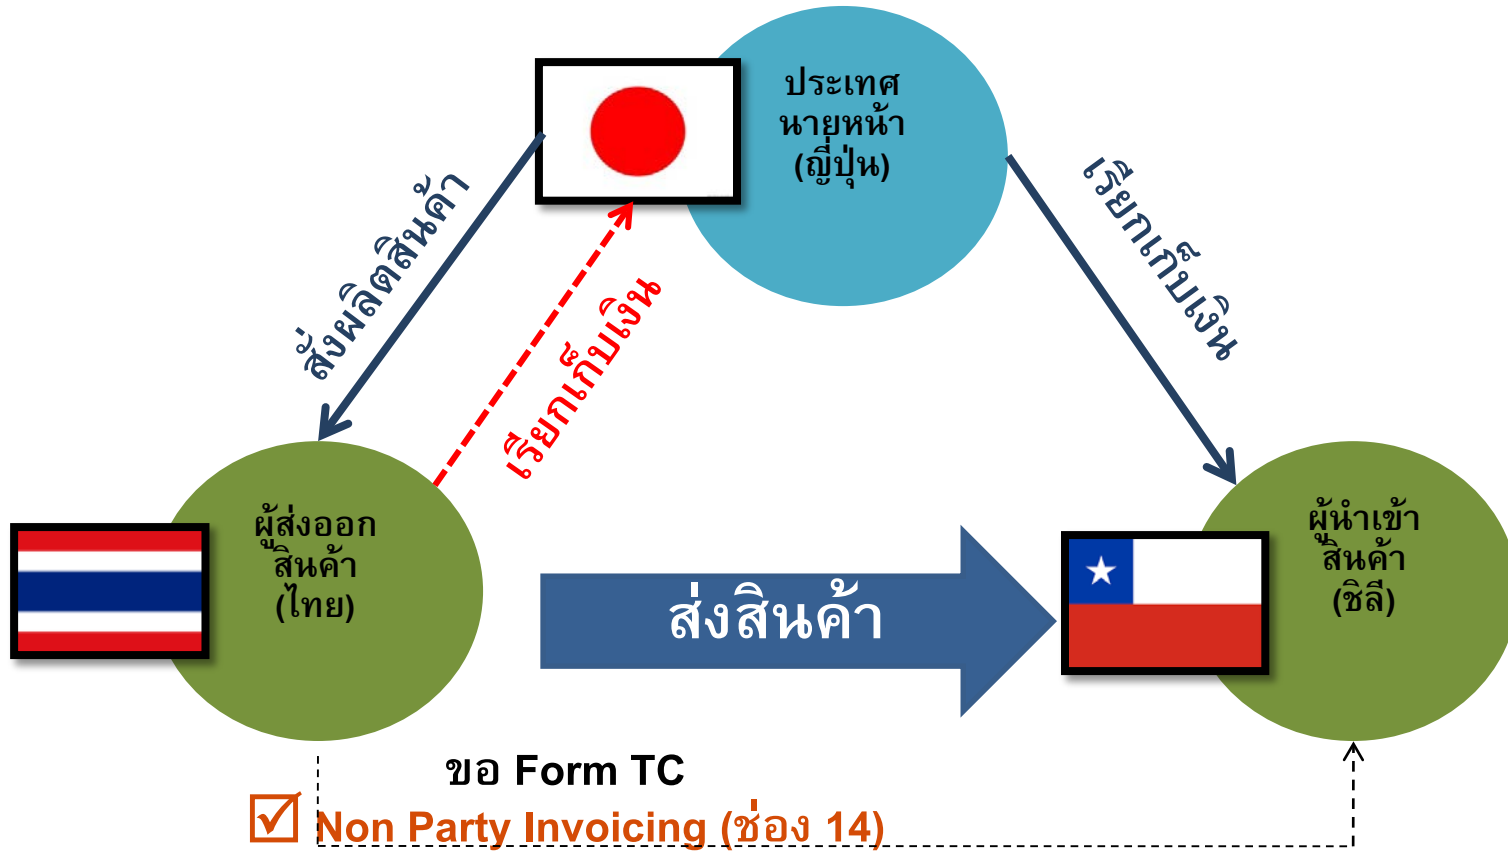 ประเทศ
นายหน้า
(ญี่ปุ่น)
สั่งผลิตสินค้า
เรียกเก็บเงิน
เรียกเก็บเงิน
ผู้ส่งออก
สินค้า
(ไทย)
ส่งสินค้า
ผู้นำเข้า
สินค้า
(ชิลี)
ขอ Form TC
Non Party Invoicing (ช่อง 14)